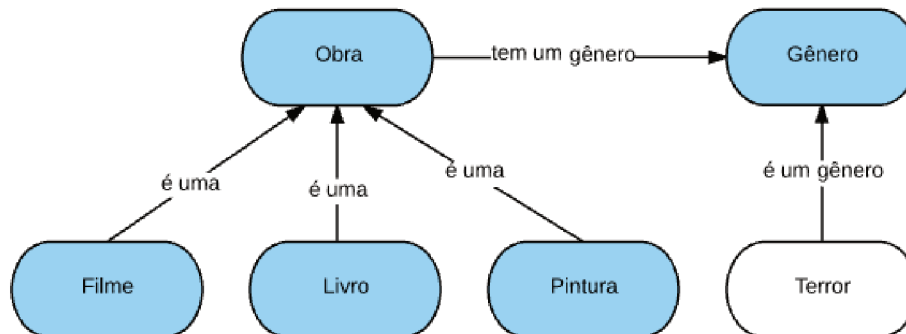 Obra
tem um gênero
Gênero
é uma
é uma
é uma
é um gênero
Filme
Livro
Pintura
Terror